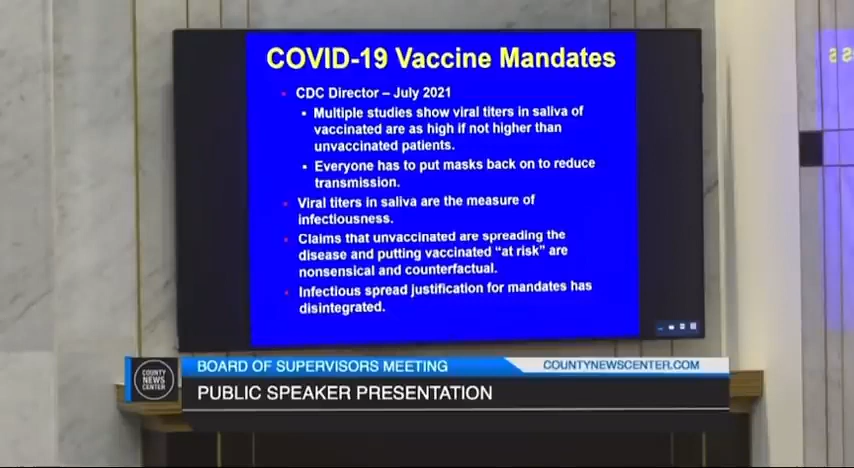 COVID-19 Vaccine Mandates
CDC Director – July 2021
Multiple studies show viral titers in saliva of
vaccinated are as high if not higher than
unvaccinated patients.
Everyone has to put masks back on to reduce
transmission.
Viral titers in saliva are the measure of
infectiousness.
Claims that unvaccinated are spreading the
disease and putting vaccinated “at risk” are
nonsensical and counterfactual.
Infectious spread justification for mandates has
disintegrated.
COUNTY
NEWS
CENTER
BOARD OF SUPERVISORS MEETING
COUNTYNEWSCENTER.COM
PUBLIC SPEAKER PRESENTATION